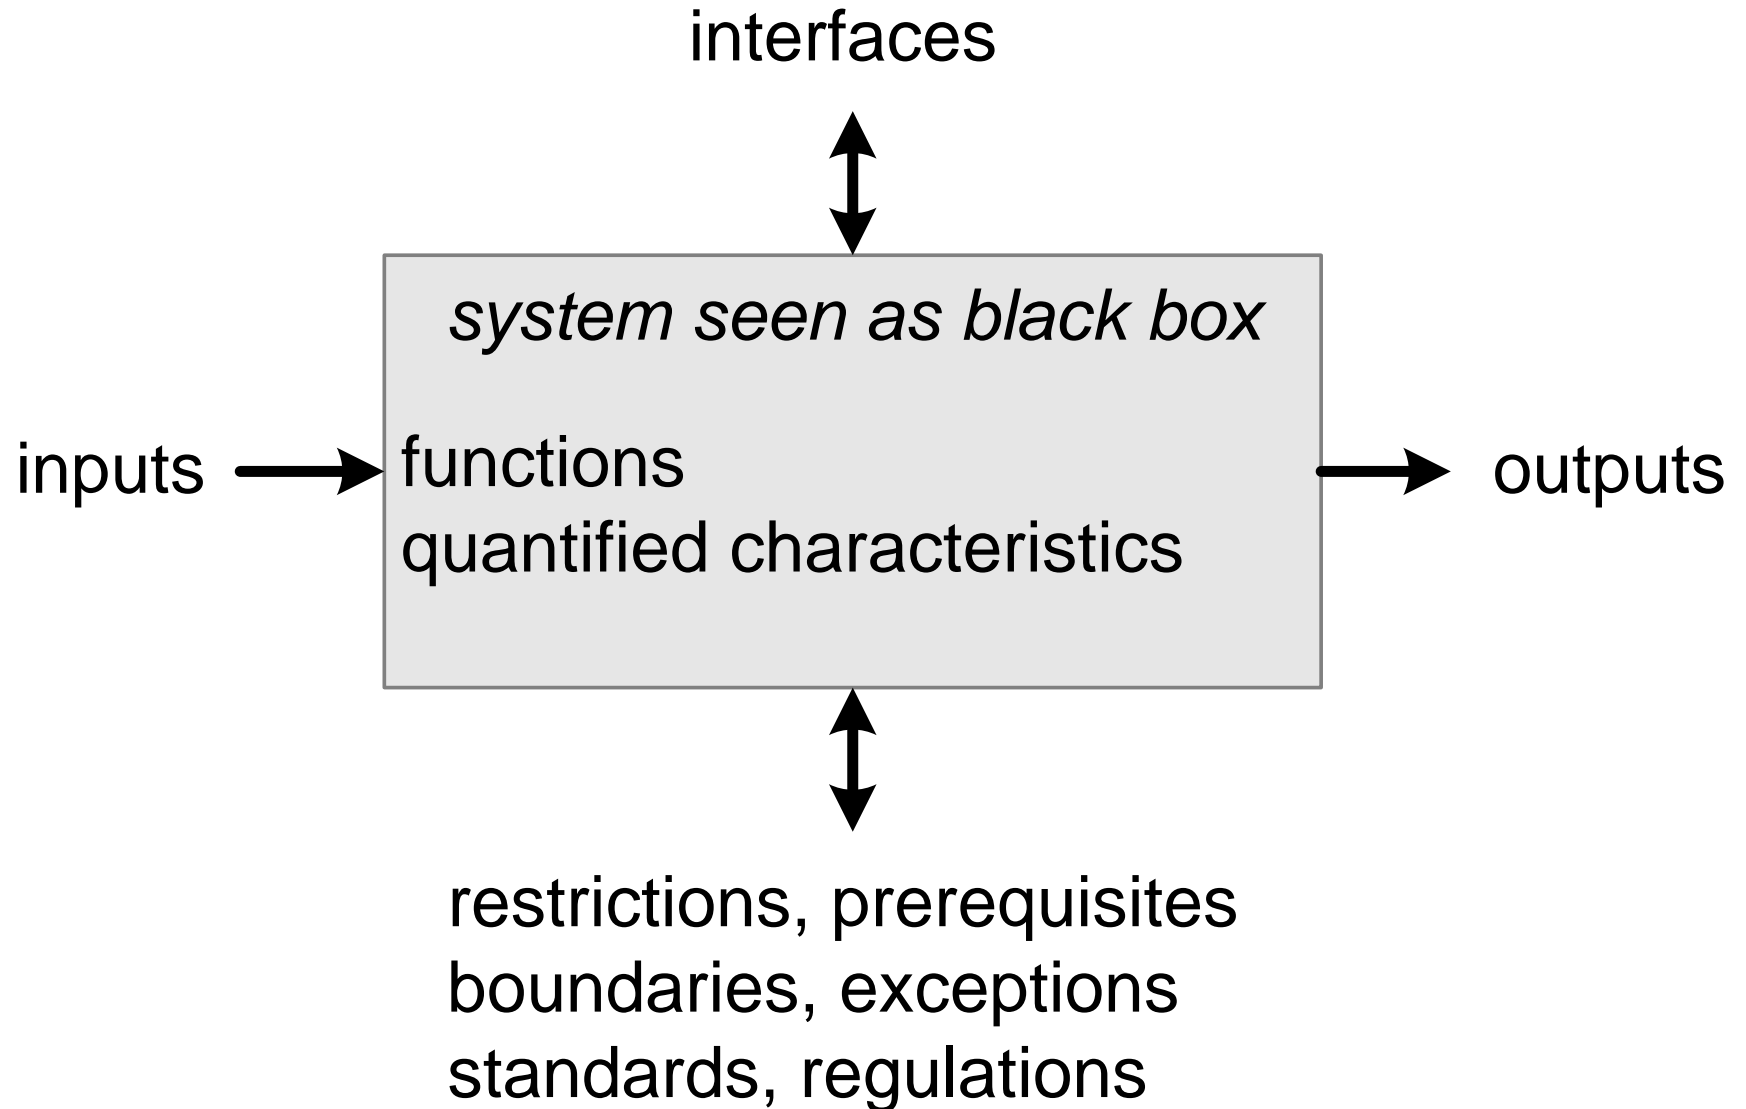 interfaces
system seen as black box
inputs
functions
outputs
quantified characteristics
restrictions, prerequisites
boundaries, exceptions
standards, regulations